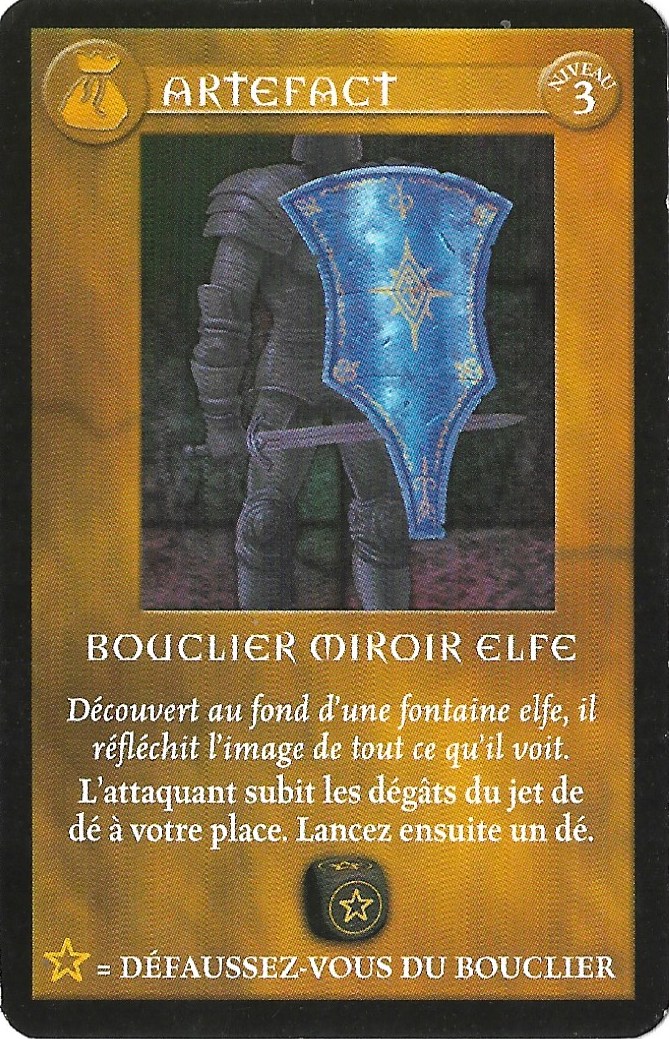 ARTEFACT
NIVEAU
3
BOUCLIER MIROIR ELFE
Découvert au fond d'une fontaine elfe, il
réfléchit l'image de tout ce qu'il voit.
L'attaquant subit les dégâts du jet de
dé à votre place. Lancez ensuite un dé.
= DÉFAUSSEZ-VOUS DU BOUCLIER